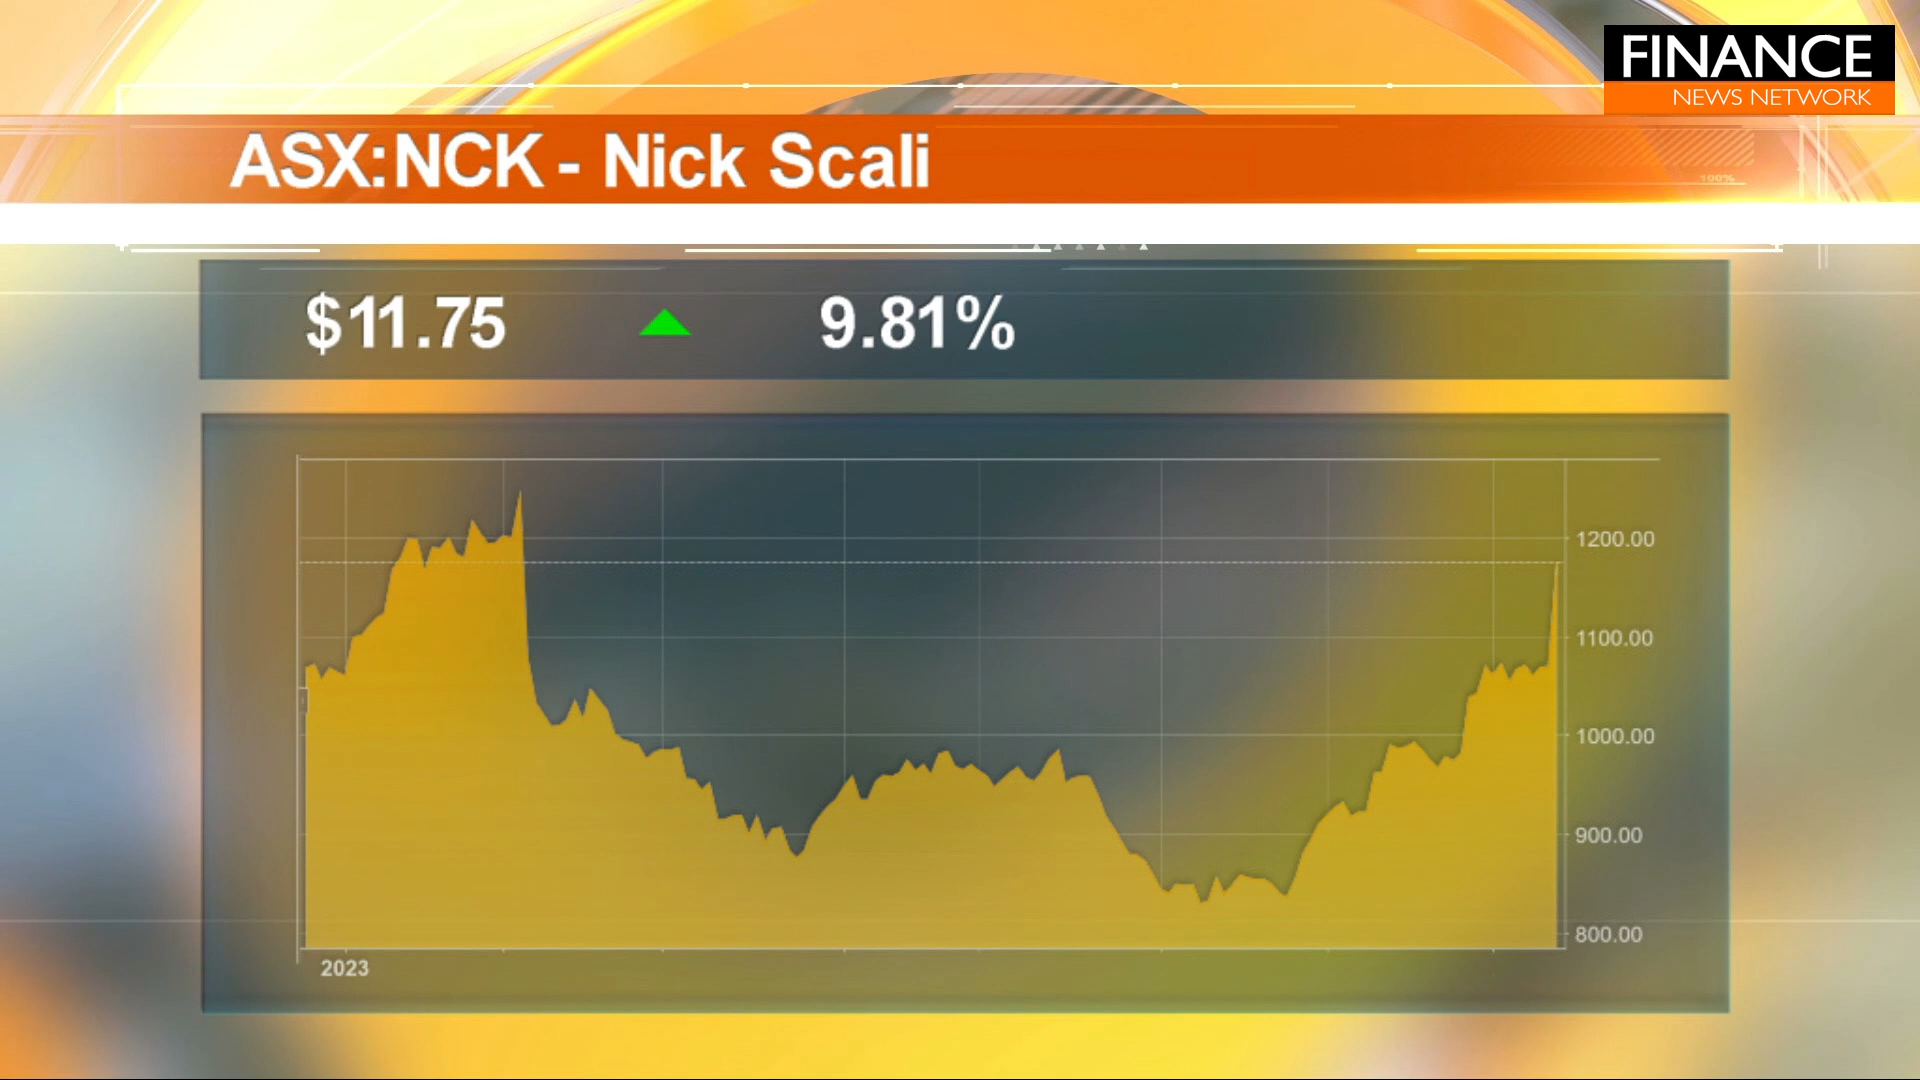 FINANCE
NEWS NETWORK
ASX:NCK - Nick Scali
100%
$11.75 9.81%
1200.00
1100.00
1000.00
900.00
800.00
2023